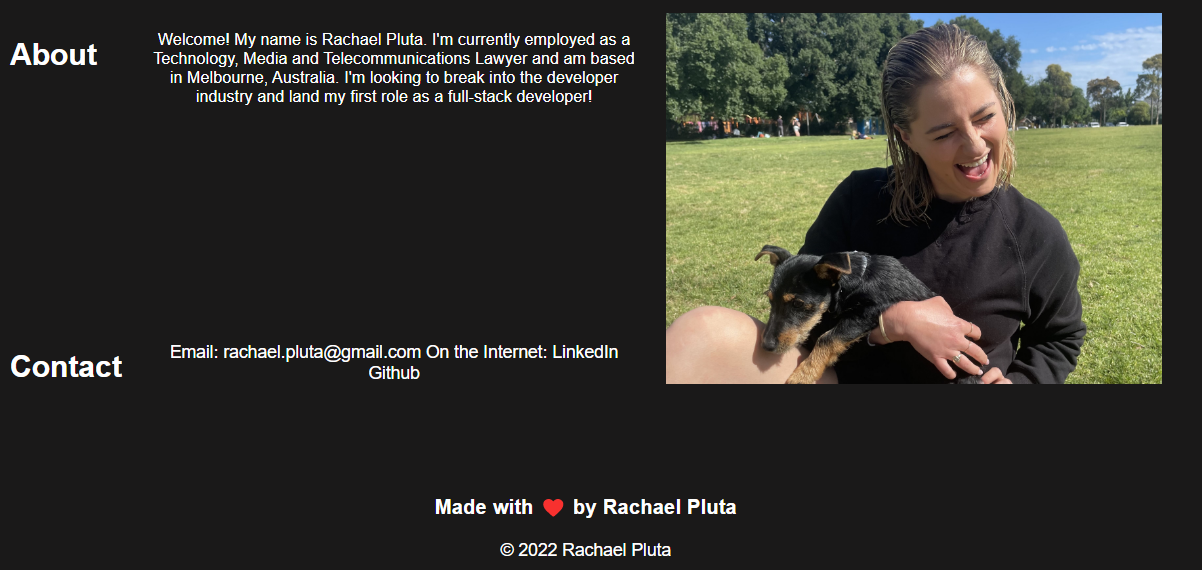 About
Welcome! My name is Rachael Pluta. I'm currently employed as a
Technology, Media and Telecommunications Lawyer and am based
in Melbourne, Australia. I'm looking to break into the developer
industry and land my first role as a full-stack developer!
Contact
Email: rachael.pluta@gmail.com On the Internet: LinkedIn
Github
Made with ❤ by Rachael Pluta
© 2022 Rachael Pluta